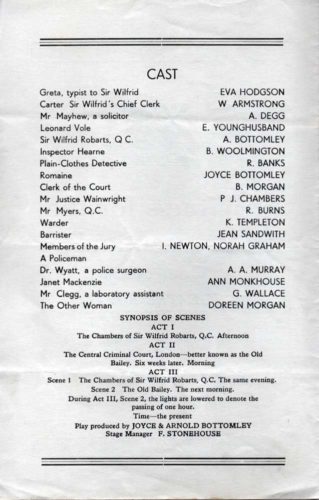 CAST
Greta, typist to Sir Wilfrid EVA HODGSON
Carter Sir Wilfrid's Chief Clerk W ARMSTRONG
Mr Mayhew, a solicitor A. DEGG
Leonard Vole E. YOUNGHUSBAND
Sir Wilfrid Robarts, Q C. A. BOTTOMLEY
Inspector Hearne B. WOOLMINGTON
Plain-Clothes Detective R. BANKS
Romaine JOYCE BOTTOMLEY
Clerk of the Court B. MORGAN
Mr Justice Wainwright P J. CHAMBERS
Mr Myers, Q.C. R. BURNS
Warder K. TEMPLETON
Barrister JEAN SANDWITH
Members of the Jury I. NEWTON, NORAH GRAHAM
A Policeman
Dr. Wyatt, a police surgeon A. A. MURRAY
Janet Mackenzie ANN MONKHOUSE
Mr Clegg, a laboratory assistant G. WALLACE
The Other Woman DOREEN MORGAN
SYNOPSIS OF SCENES
ACT I
The Chambers of Sir Wilfrid Robarts, Q.C. Afternoon
ACT II
The Central Criminal Court, London—better known as the Old
Bailey. Six weeks later. Morning
ACT III
Scene 1 The Chambers of Sir Wilfrid Robarts, Q.C. The same evening.
Scene 2 The Old Bailey. The next morning.
During Act III, Scene 2, the lights are lowered to denote the
passing of one hour.
Time—the present
Play produced by JOYCE & ARNOLD BOTTOMLEY
Stage Manager F. STONEHOUSE